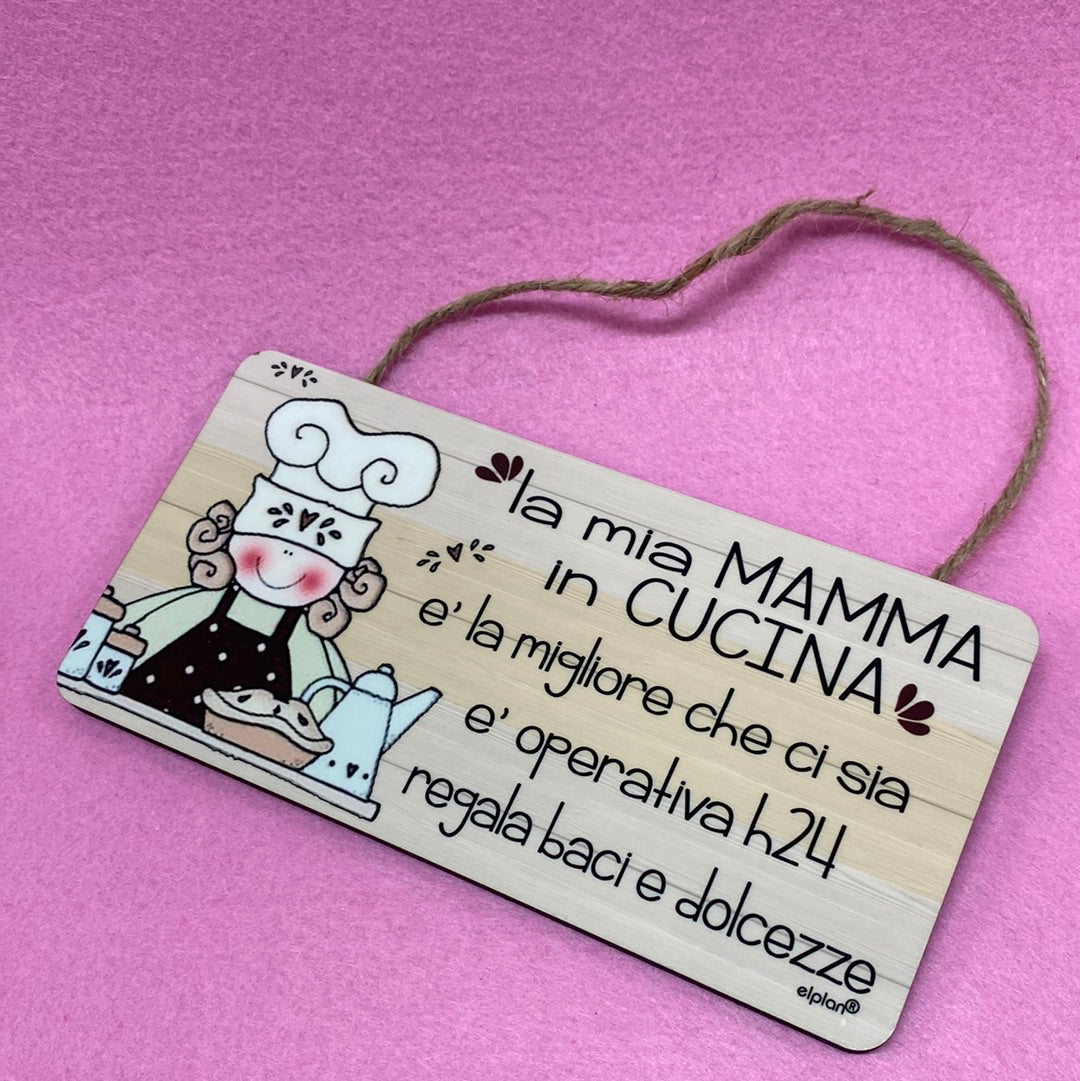 la mia MAMMA
in CUCINA
e' la migliore che ci sia
e' operativa h24
regala baci e dolcezze
elplan®